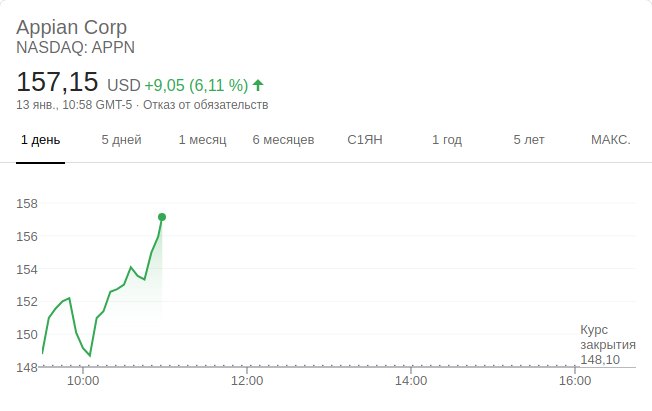 Appian Corp
NASDAQ: APPN
157,15 USD +9,05 (6,11 %)
13 янв., 10:58 GMT-5 · Отказ от обязательств
1 день 5 дней 1 месяц 6 месяцев С1ЯН 1 год 5 лет МАКС.
158
156
154
152
150
148
Курс
закрытия
148,10
10:00 12:00 14:00 16:00